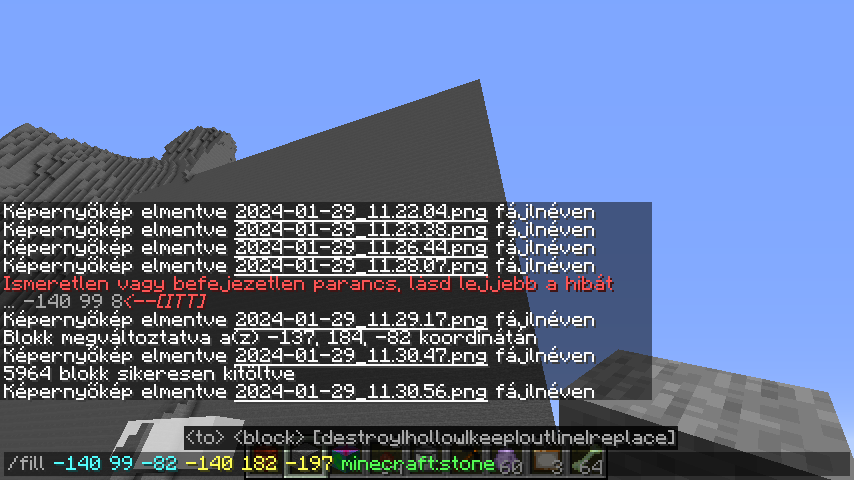 Képernyőkép elmentve 2024-01-29_11.22.04.png fájlnéven
Képernyőkép elmentve 2024-01-29_11.23.38.png fájlnéven
Képernyőkép elmentve 2024-01-29_11.26.44.png fájlnéven
Képernyőkép elmentve 2024-01-29_11.28.07.png fájlnéven
Ismeretlen vagy befejezetlen parancs, lásd lejjebb a hibát
... -140 99 8<--[ITT]
Képernyőkép elmentve 2024-01-29_11.29.17.png fájlnéven
Blokk megváltoztatva a(z) -137, 184, -82 koordinátán
Képernyőkép elmentve 2024-01-29_11.30.47.png fájlnéven
5964 blokk sikeresen kitöltve
Képernyőkép elmentve 2024-01-29_11.30.56.png fájlnéven
<to> <block> [destroy|hollow|keep|outline|replace]
/fill -140 99 -82 -140 182 -197 minecraft:stone
60 3 64